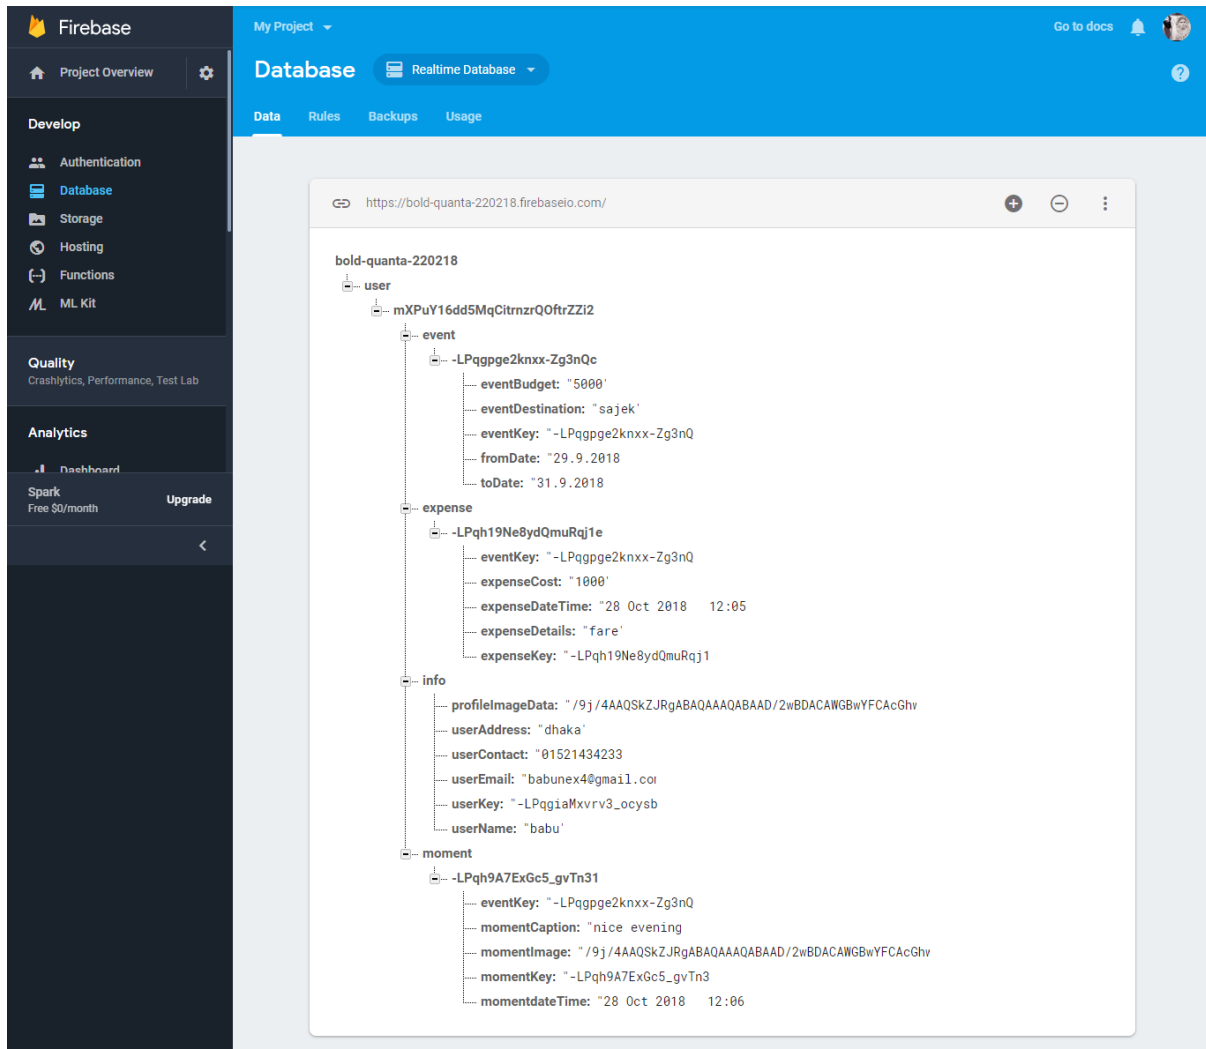 Firebase
Project Overview
Develop
Authentication
Database
Storage
Hosting
Functions
ML Kit
Quality
Crashlytics, Performance, Test Lab
Analytics
Dashboard
Spark
Free $0/month
Upgrade
My Project
Go to docs
Database
Realtime Database
Data Rules Backups Usage
https://bold-quanta-220218.firebaseio.com/
bold-quanta-220218
user
mXPuY16dd5MqCitrnzrQOftrZZi2
event
-LPqgpge2knxx-Zg3nQc
eventBudget: "5000"
eventDestination: "sajek"
eventKey: "-LPqgpge2knxx-Zg3nQ
fromDate: "29.9.2018
toDate: "31.9.2018
expense
-LPqh19Ne8ydQmuRqj1e
eventKey: "-LPqgpge2knxx-Zg3nQ
expenseCost: "1000"
expenseDateTime: "28 Oct 2018 12:05
expenseDetails: "fare"
expenseKey: "-LPqh19Ne8ydQmuRqj1
info
profileImageData: "/9j/4AAQSkZJRgABAQAAAQABAAD/2wBDACAWGBwYFCAcGhw
userAddress: "dhaka"
userContact: "01521434233
userEmail: "babunex4@gmail.com
userKey: "-LPqgiaMxvrv3_ocysb
userName: "babu"
moment
-LPqh9A7ExGc5_gvTn31
eventKey: "-LPqgpge2knxx-Zg3nQ
momentCaption: "nice evening
momentImage: "/9j/4AAQSkZJRgABAQAAAQABAAD/2wBDACAWGBwYFCAcGhw
momentKey: "-LPqh9A7ExGc5_gvTn3
momentdateTime: "28 Oct 2018 12:06